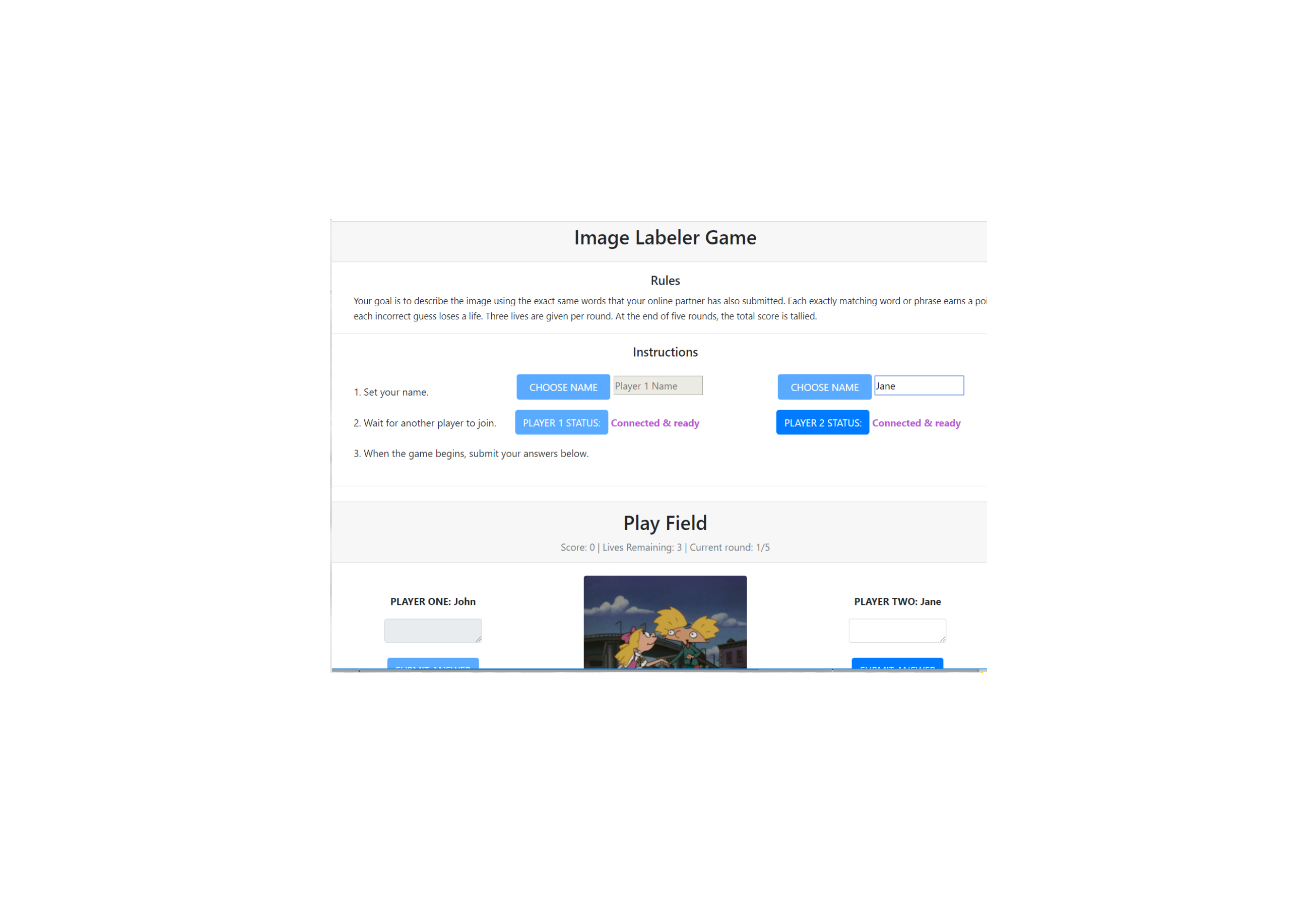 Image Labeler Game
Rules
Your goal is to describe the image using the exact same words that your online partner has also submitted. Each exactly matching word or phrase earns a
each incorrect guess loses a life. Three lives are given per round. At the end of five rounds, the total score is tallied.
Instructions
1. Set your name. CHOOSE NAME Player 1 Name CHOOSE NAME Jane
2. Wait for another player to join. PLAYER 1 STATUS: Connected & ready PLAYER 2 STATUS: Connected & ready
3. When the game begins, submit your answers below.
Play Field
Score: 0 | Lives Remaining: 3 | Current round: 1/5
PLAYER ONE: John PLAYER TWO: Jane
SUBMIT ANSWER SUBMIT ANSWER